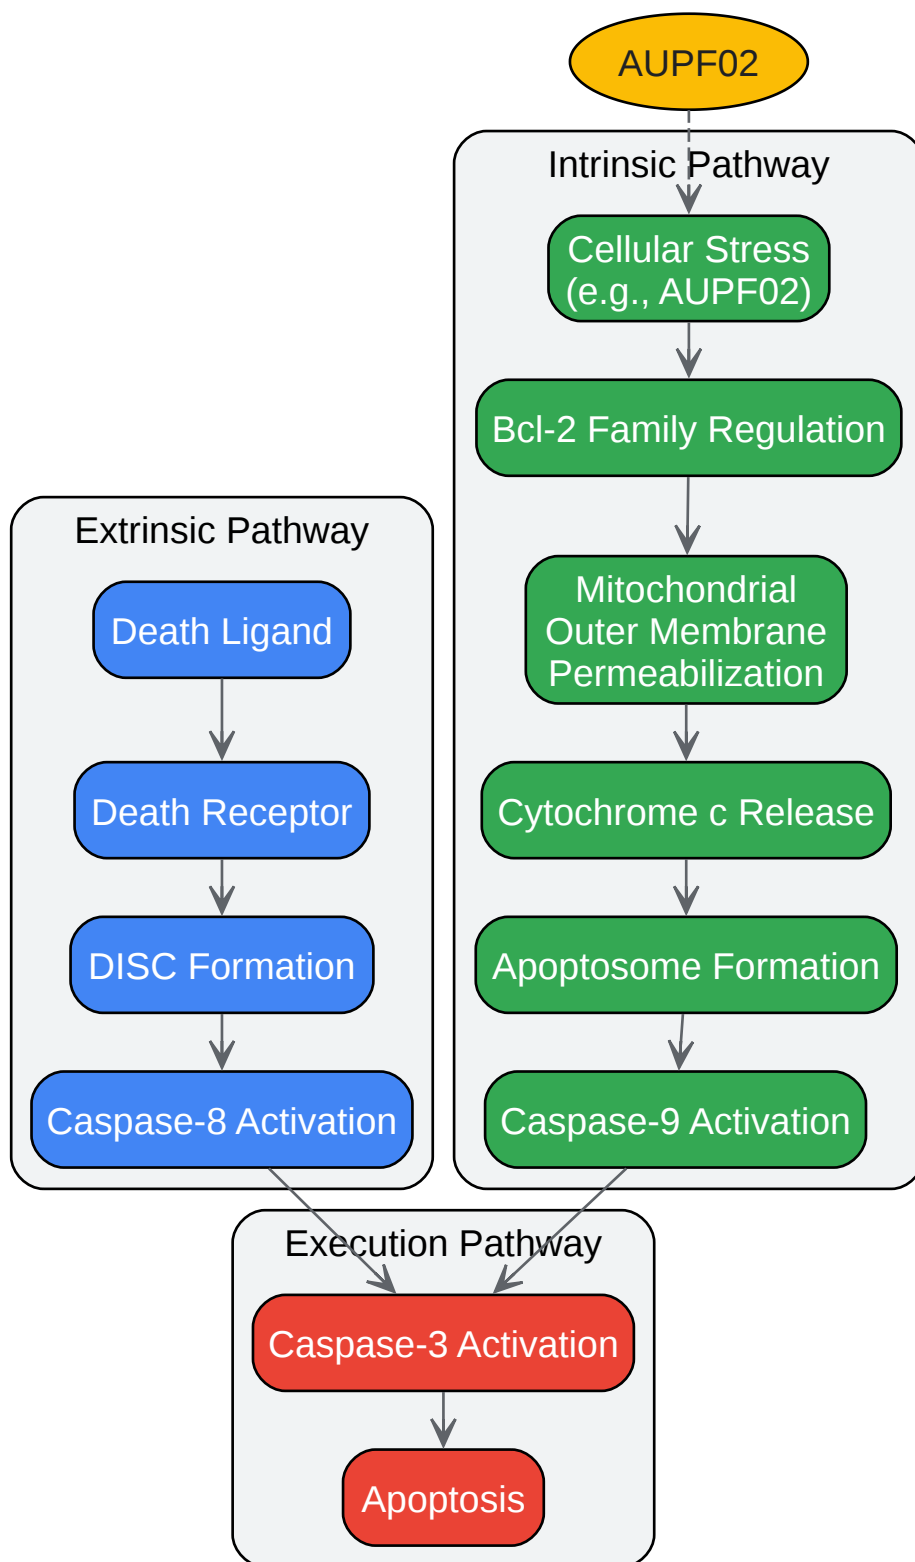 AUPF02
Intrinsic Pathway
Cellular Stress
(e.g., AUPF02)
Bcl-2 Family Regulation
Mitochondrial
Outer Membrane
Permeabilization
Cytochrome c Release
Apoptosome Formation
Caspase-9 Activation
Extrinsic Pathway
Death Ligand
Death Receptor
DISC Formation
Caspase-8 Activation
Execution Pathway
Caspase-3 Activation
Apoptosis